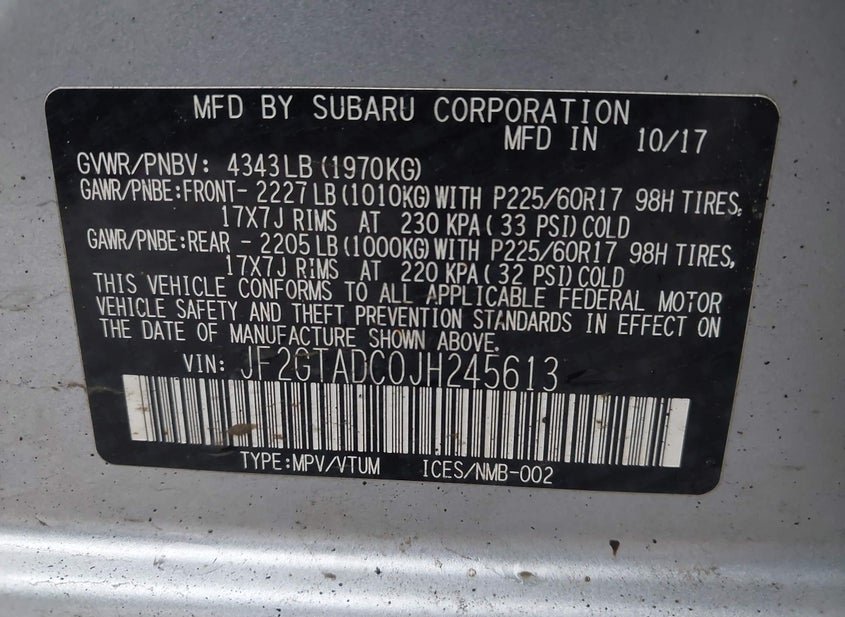 MFD BY SUBARU CORPORATION
MFD IN 10/17
GVWR/PNBV: 4343LB (1970KG)
GAWR/PNBE:FRONT- 2227LB(1010KG)WITH P225/60R17 98H TIRES,
17X7J RIMS AT 230 KPA( 33 PSI)COLD
GAWR/PNBE:REAR - 2205LB(1000KG)WITH P225/60R17 98H TIRES,
17X7J RIMS AT 220 KPA( 32 PSI)COLD
THIS VEHICLE CONFORMS TO ALL APPLICABLE FEDERAL MOTOR
VEHICLE SAFETY AND THEFT PREVENTION STANDARDS IN EFFECT ON
THE DATE OF MANUFACTURE SHOWN ABOVE.
VIN: JF2GTADC0JH245613
TYPE:MPV/VTUM ICES/NMB-002